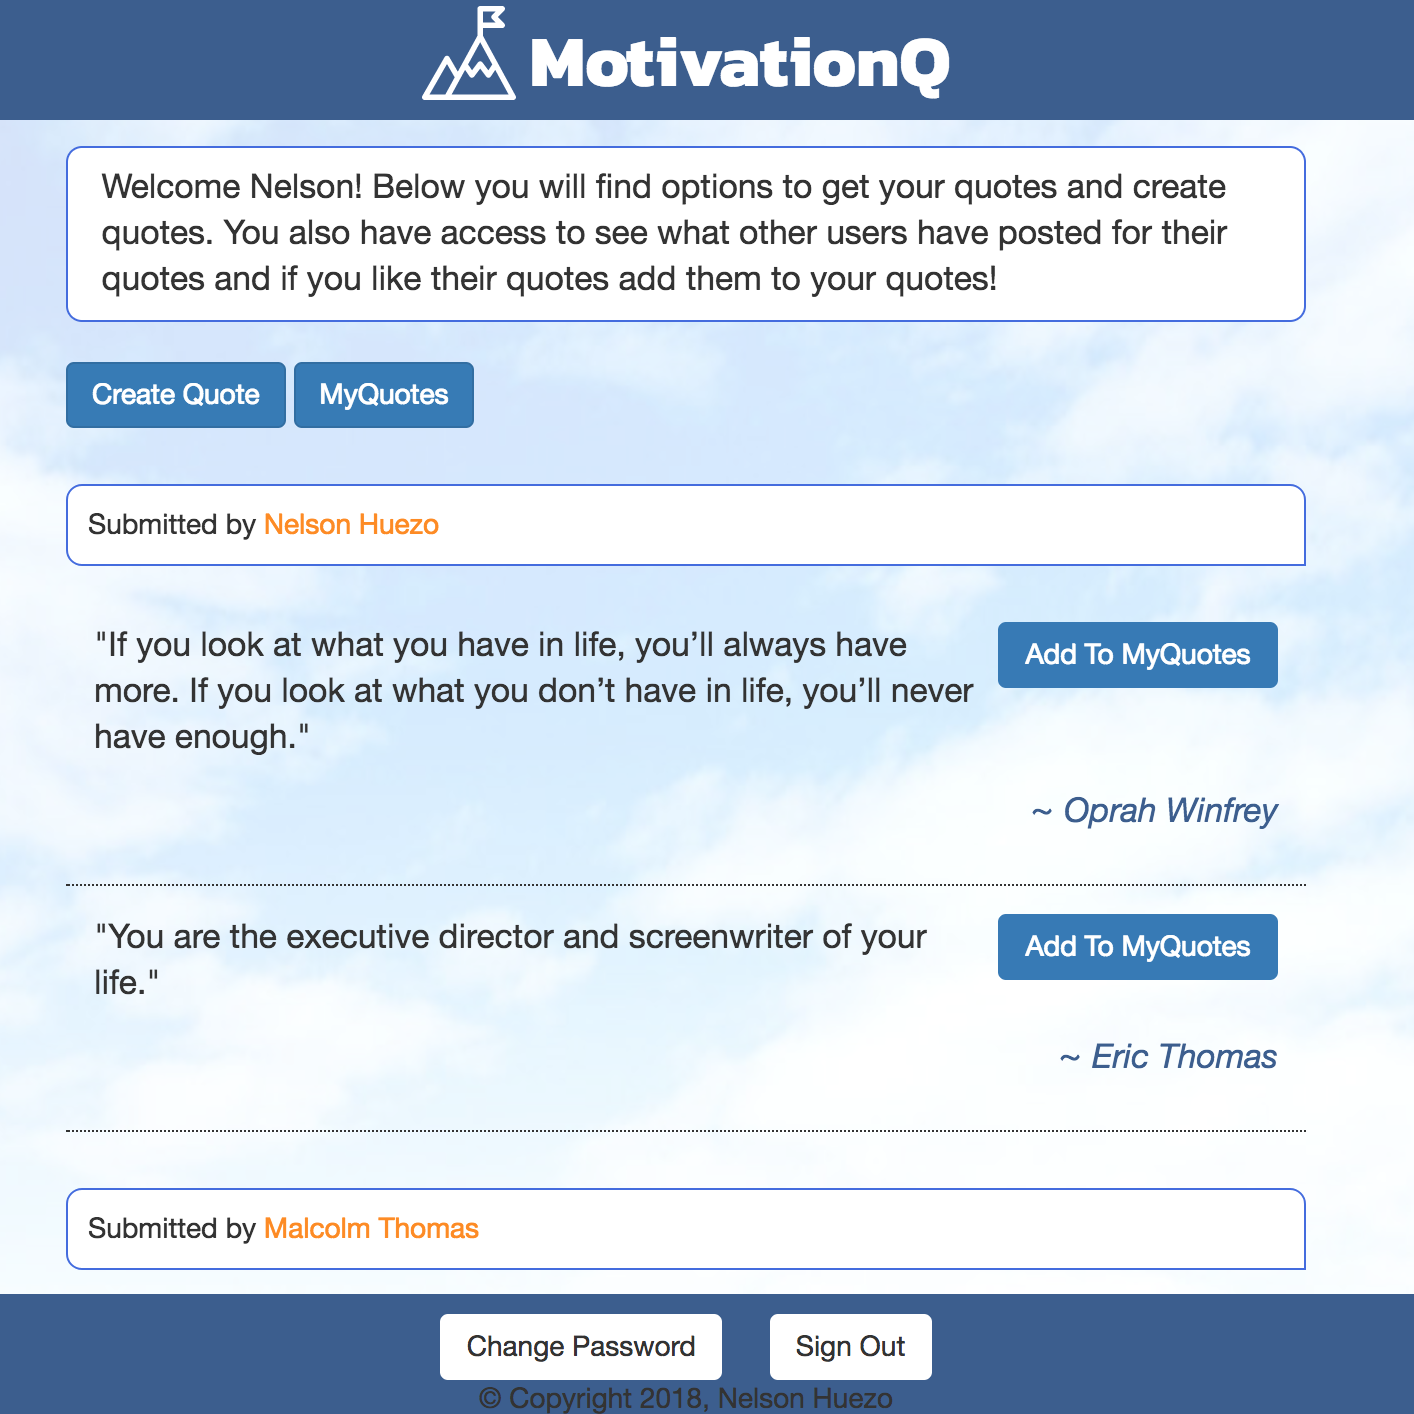 MotivationQ
Welcome Nelson! Below you will find options to get your quotes and create
quotes. You also have access to see what other users have posted for their
quotes and if you like their quotes add them to your quotes!
Create Quote
MyQuotes
Submitted by Nelson Huezo
"If you look at what you have in life, you’ll always have
more. If you look at what you don’t have in life, you’ll never
have enough."
Add To MyQuotes
~ Oprah Winfrey
"You are the executive director and screenwriter of your
life."
Add To MyQuotes
~ Eric Thomas
Submitted by Malcolm Thomas
Change Password
Sign Out
© Copyright 2018, Nelson Huezo